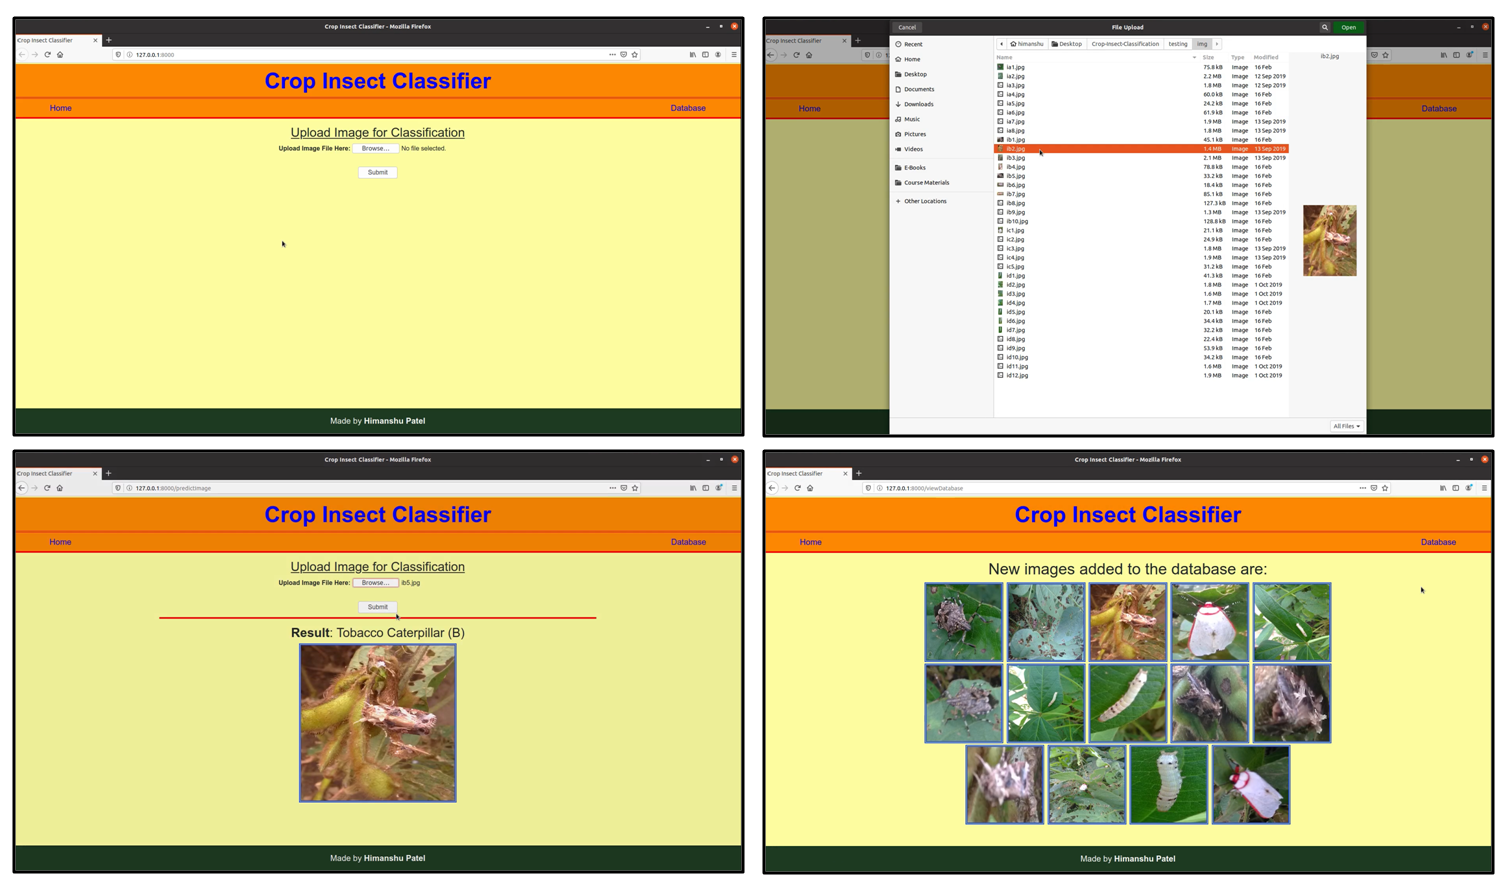 Crop Insect Classifier - Mozilla Firefox
Crop Insect Classifier
127.0.0.1:8000
Crop Insect Classifier
Home Database
Upload Image for Classification
Upload Image File Here: Browse... No file selected.
Submit
Made by Himanshu Patel
Cancel File Upload Open
Crop Insect Classifier
himanshu Desktop Crop-Insect-Classification testing img
Recent
Home
Desktop
Documents
Downloads
Music
Pictures
Videos
E-Books
Course Materials
Other Locations
Name Size Type Modified
ia1.jpg 75.8 kB Image 16 Feb
ia2.jpg 2.2 MB Image 12 Sep 2019
ia3.jpg 1.8 MB Image 12 Sep 2019
ia4.jpg 60.0 kB Image 16 Feb
ia5.jpg 24.2 kB Image 16 Feb
ia6.jpg 61.9 kB Image 16 Feb
ia7.jpg 1.9 MB Image 13 Sep 2019
ia8.jpg 1.8 MB Image 13 Sep 2019
ib1.jpg 45.1 kB Image 16 Feb
ib2.jpg 1.4 MB Image 13 Sep 2019
ib3.jpg 2.1 MB Image 13 Sep 2019
ib4.jpg 78.8 kB Image 16 Feb
ib5.jpg 33.2 kB Image 16 Feb
ib6.jpg 18.4 kB Image 16 Feb
ib7.jpg 85.1 kB Image 16 Feb
ib8.jpg 127.3 kB Image 16 Feb
ib9.jpg 1.3 MB Image 13 Sep 2019
ib10.jpg 128.8 kB Image 16 Feb
ic1.jpg 21.1 kB Image 16 Feb
ic2.jpg 24.9 kB Image 16 Feb
ic3.jpg 1.8 MB Image 13 Sep 2019
ic4.jpg 1.9 MB Image 13 Sep 2019
ic5.jpg 31.2 kB Image 16 Feb
id1.jpg 41.3 kB Image 16 Feb
id2.jpg 1.8 MB Image 1 Oct 2019
id3.jpg 1.6 MB Image 1 Oct 2019
id4.jpg 1.7 MB Image 1 Oct 2019
id5.jpg 20.1 kB Image 16 Feb
id6.jpg 34.4 kB Image 16 Feb
id7.jpg 32.2 kB Image 16 Feb
id8.jpg 22.4 kB Image 16 Feb
id9.jpg 53.9 kB Image 16 Feb
id10.jpg 34.2 kB Image 16 Feb
id11.jpg 1.6 MB Image 1 Oct 2019
id12.jpg 1.9 MB Image 1 Oct 2019
ib2.jpg
All Files
Home Database
Crop Insect Classifier - Mozilla Firefox
Crop Insect Classifier
127.0.0.1:8000/predictImage
Crop Insect Classifier
Home Database
Upload Image for Classification
Upload Image File Here: Browse... ib5.jpg
Submit
Result: Tobacco Caterpillar (B)
Made by Himanshu Patel
Crop Insect Classifier - Mozilla Firefox
Crop Insect Classifier
127.0.0.1:8000/viewDatabase
Crop Insect Classifier
Home Database
New images added to the database are:
Made by Himanshu Patel